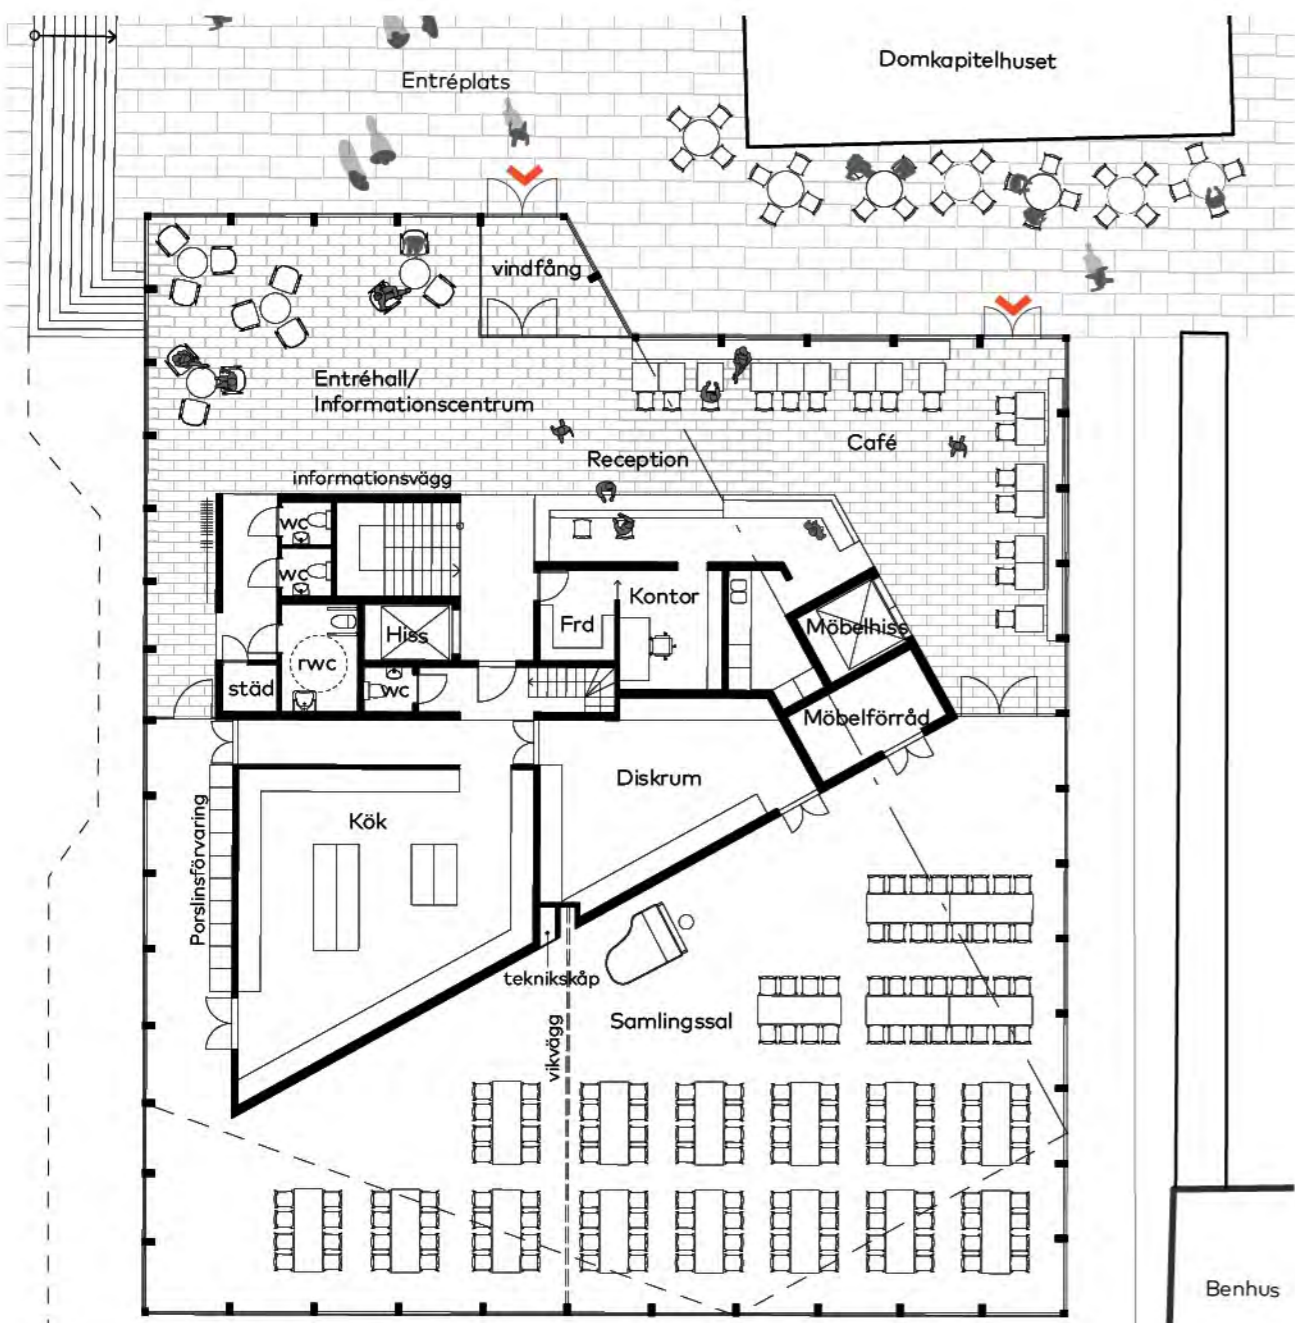 Domkapitelhuset
Entréplats
vindfång
Entréhall/
Informationscentrum
Café
Reception
informationsvägg
wc
wc
Kontor
Frd
Hiss
Möbelhiss
rwc
städ
wc
Möbelförråd
Diskrum
Kök
Porslinsförvaring
teknikskåp
Samlingssal
vikvägg
Benhus